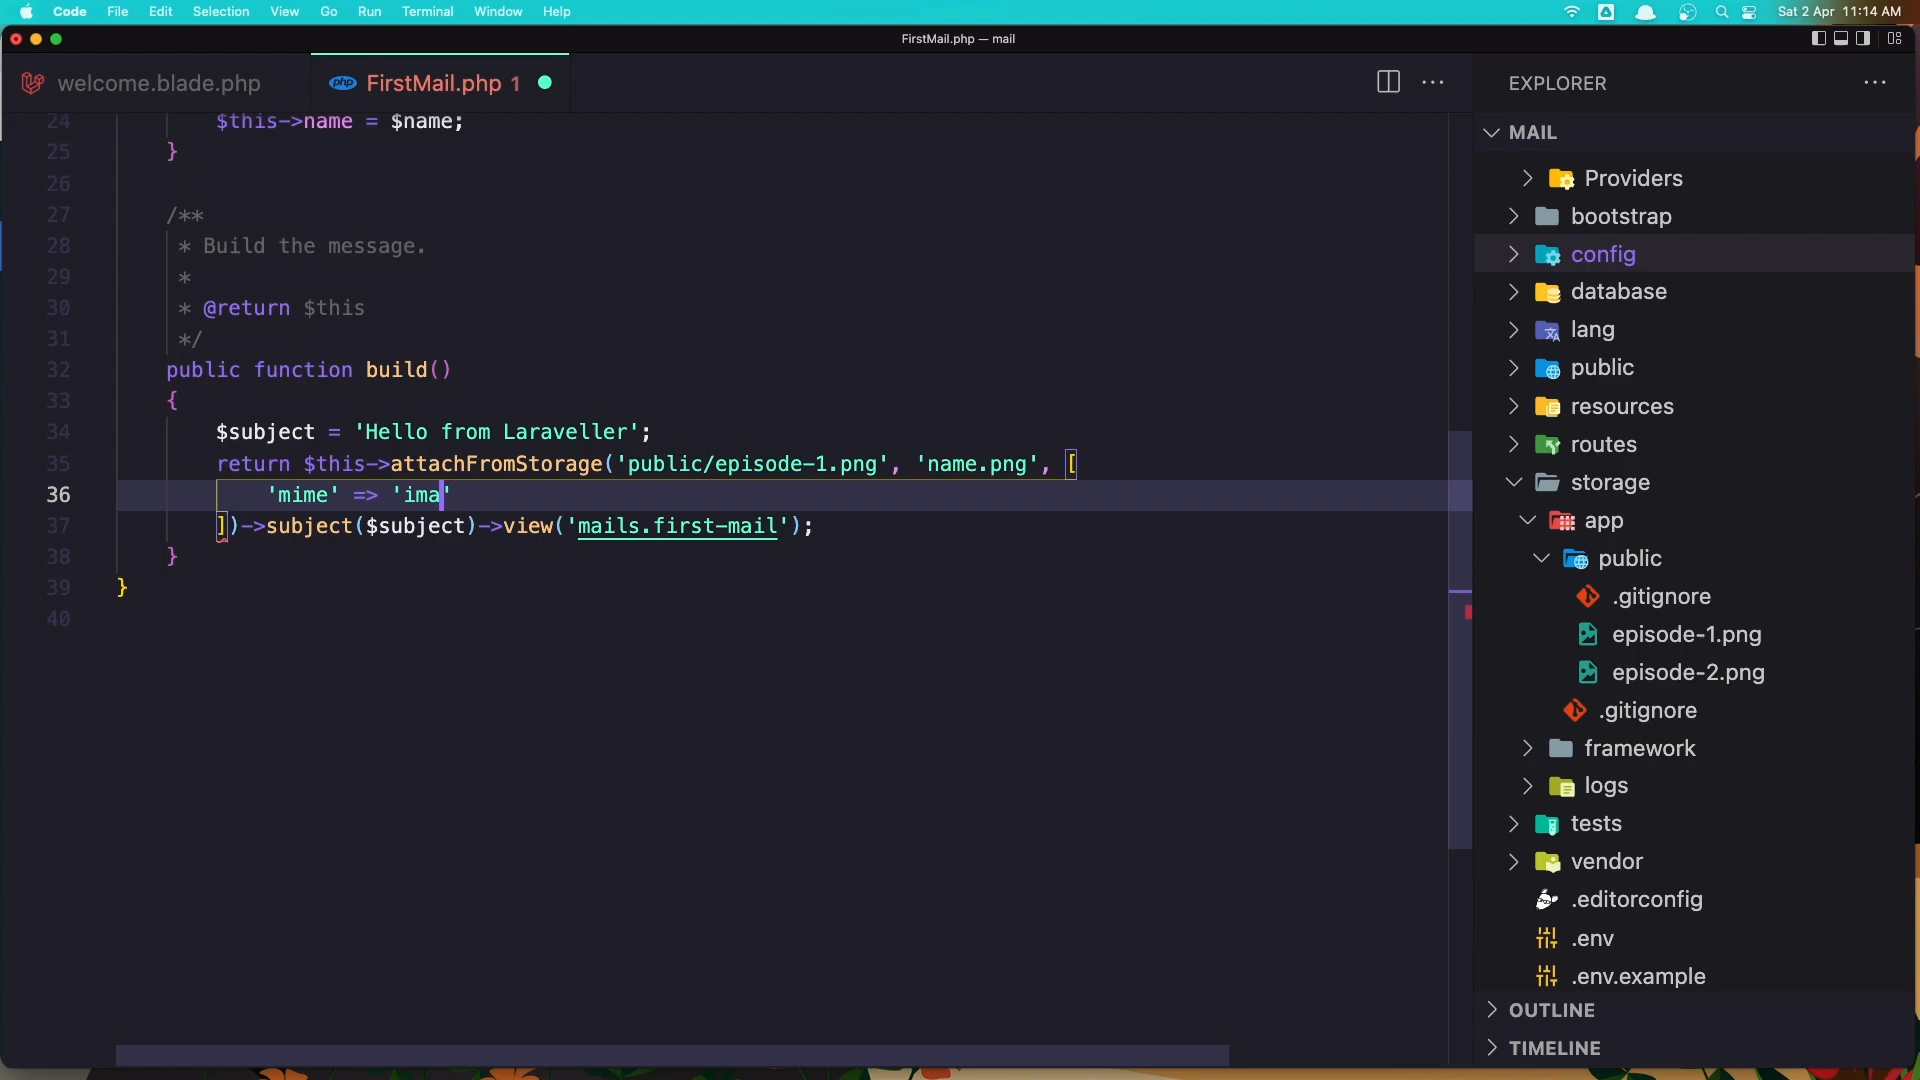 Code File Edit Selection View Go Run Terminal Window Help Sat 2 Apr 11:14 AM
FirstMail.php — mail
welcome.blade.php php FirstMail.php 1
24 $this->name = $name;
25 }
26
27 /**
28 * Build the message.
29 *
30 * @return $this
31 */
32 public function build()
33 {
34 $subject = 'Hello from Laraveller';
35 return $this->attachFromStorage('public/episode-1.png', 'name.png', [
36 'mime' => 'ima'
37 ])->subject($subject)->view('mails.first-mail');
38 }
39 }
40
EXPLORER
MAIL
Providers
bootstrap
config
database
lang
public
resources
routes
storage
app
public
.gitignore
episode-1.png
episode-2.png
.gitignore
framework
logs
tests
vendor
.editorconfig
.env
.env.example
OUTLINE
TIMELINE